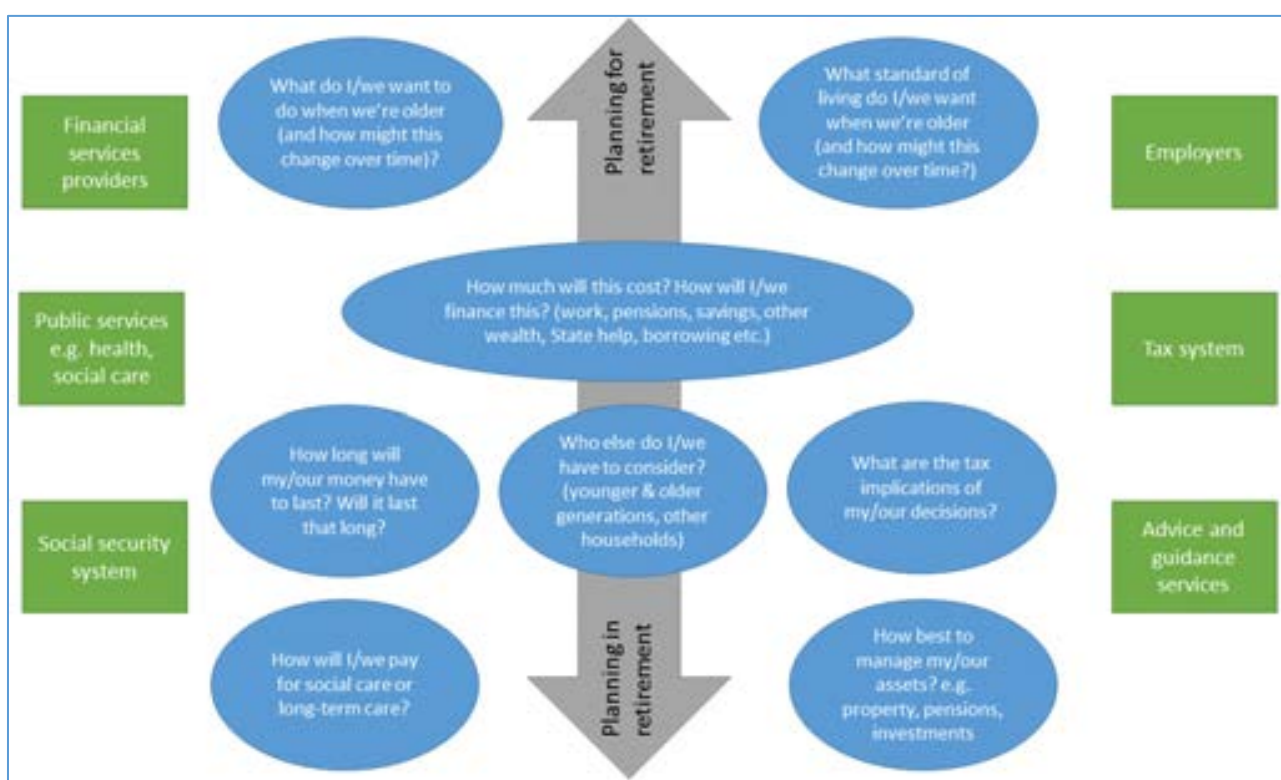 What do I/we want to
do when we're older
(and how might this
change over time)?
Planning for
retirement
What standard of
living do I/we want
when we're older
(and how might this
change over time?)
Financial
services
providers
Employers
How much will this cost? How will I/we
finance this? (work, pensions, savings, other
wealth, State help, borrowing etc.)
Public services
e.g. health,
social care
Tax system
How long will
my/our money have
to last? Will it last
that long?
Who else do I/we
have to consider?
(younger & older
generations, other
households)
What are the tax
implications of
my/our decisions?
Social security
system
Advice and
guidance
services
How will I/we pay
for social care or
long-term care?
Planning in
retirement
How best to
manage my/our
assets? e.g.
property, pensions,
investments